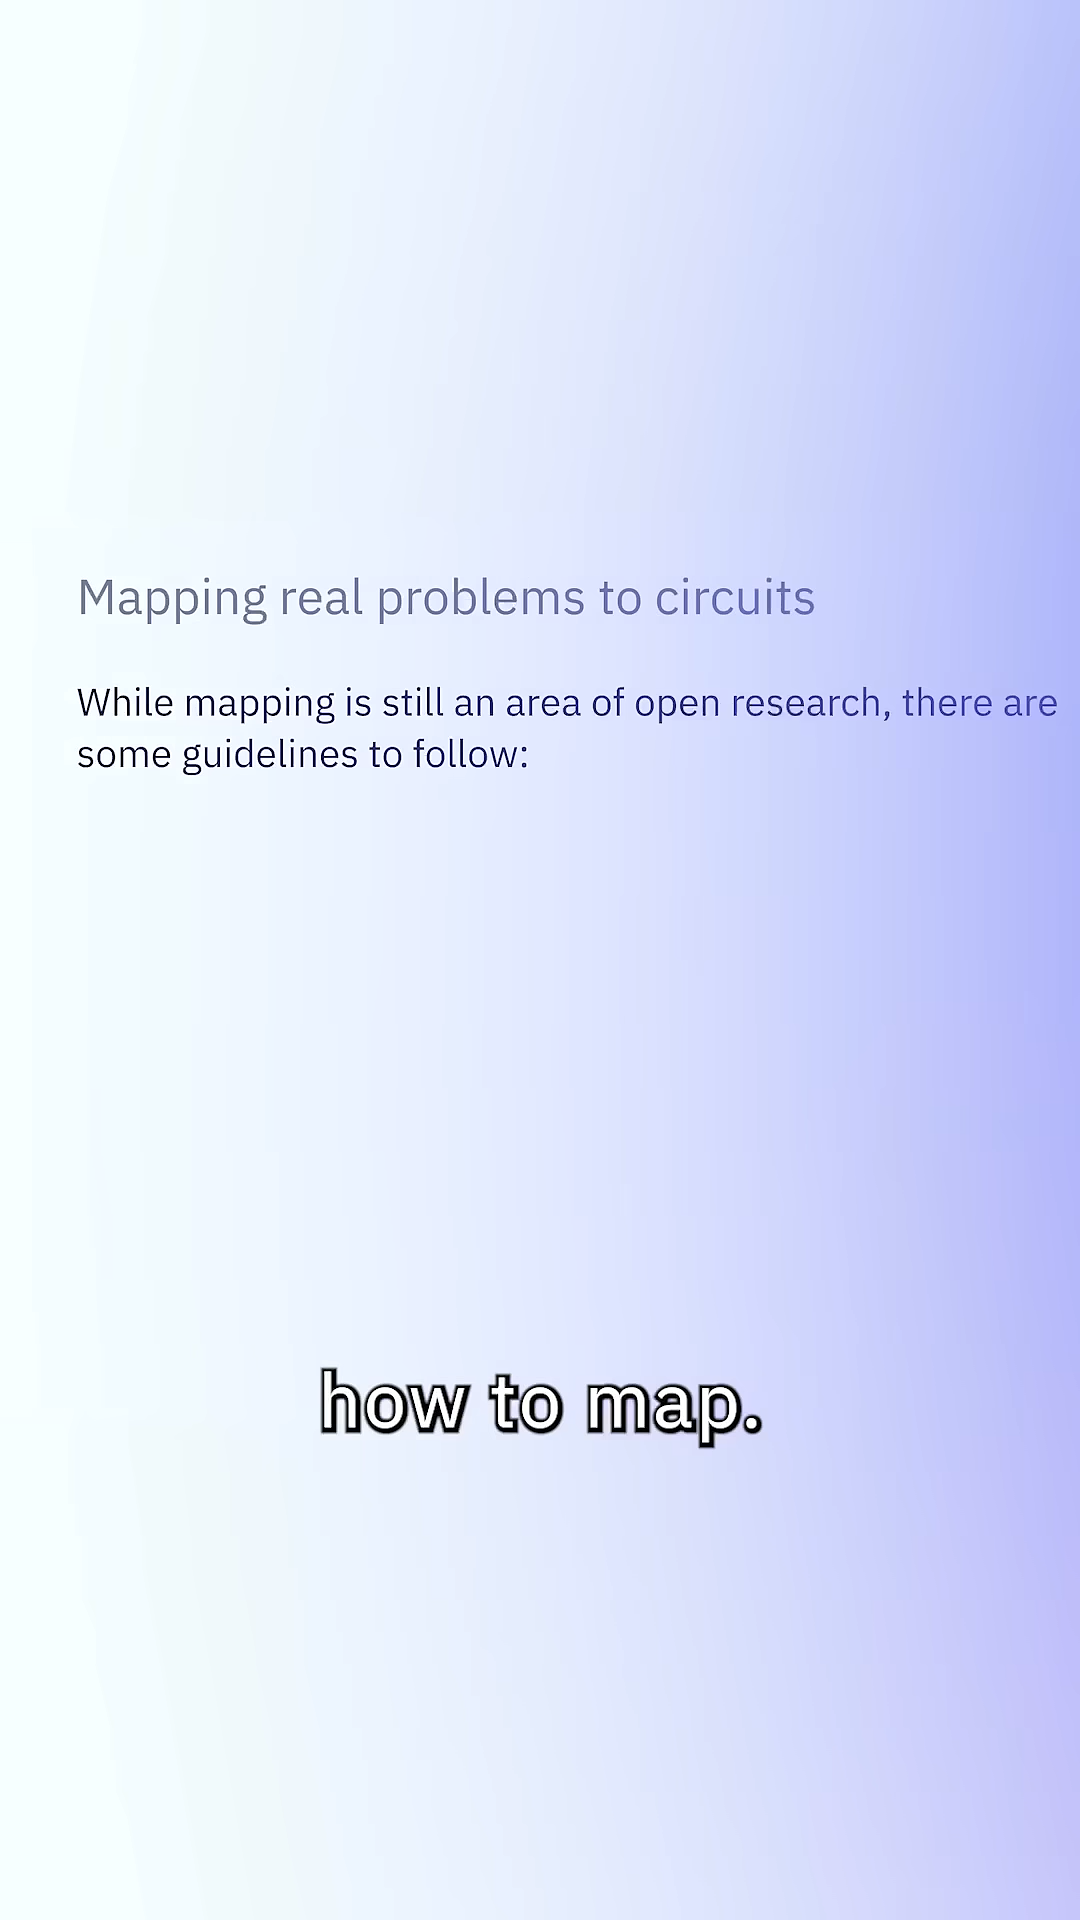 Mapping real problems to circuits
While mapping is still an area of open research, there are
some guidelines to follow:
how to map.